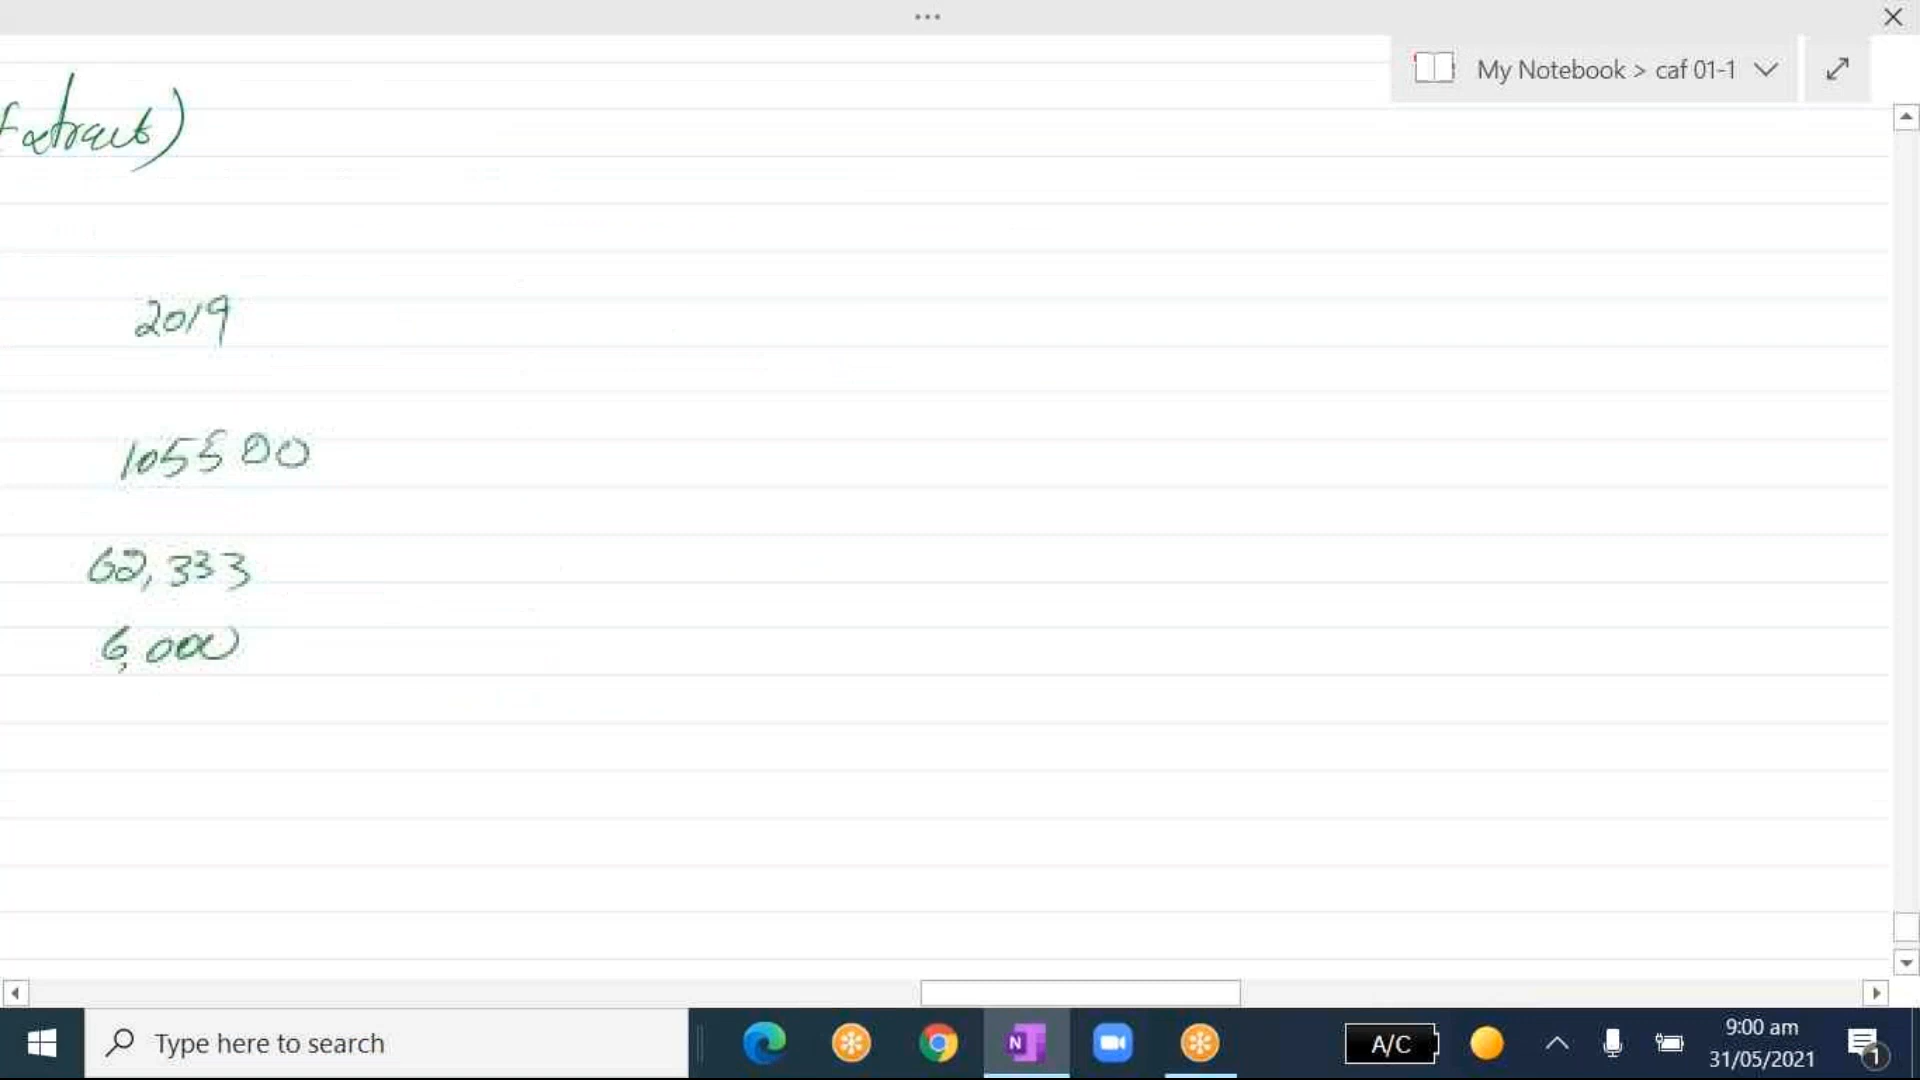 ...
My Notebook > caf 01-1
Extract)
2019
105500
62,333
6,000
Type here to search
N
A/C
9:00 am
31/05/2021
1